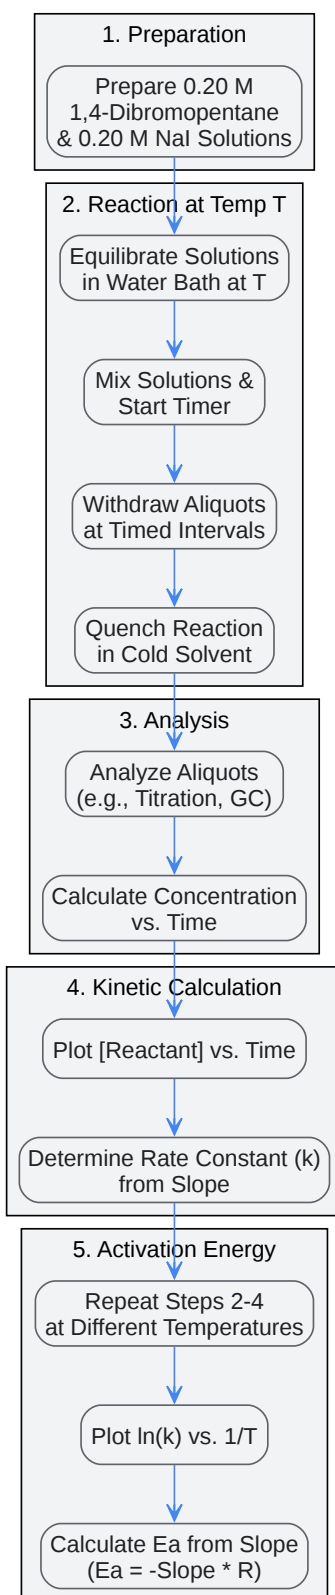 1. Preparation
Prepare 0.20 M
1,4-Dibromopentane
& 0.20 M NaI Solutions
2. Reaction at Temp T
Equilibrate Solutions
in Water Bath at T
Mix Solutions &
Start Timer
Withdraw Aliquots
at Timed Intervals
Quench Reaction
in Cold Solvent
3. Analysis
Analyze Aliquots
(e.g., Titration, GC)
Calculate Concentration
vs. Time
4. Kinetic Calculation
Plot [Reactant] vs. Time
Determine Rate Constant (k)
from Slope
5. Activation Energy
Repeat Steps 2-4
at Different Temperatures
Plot ln(k) vs. 1/T
Calculate Ea from Slope
(Ea = -Slope * R)